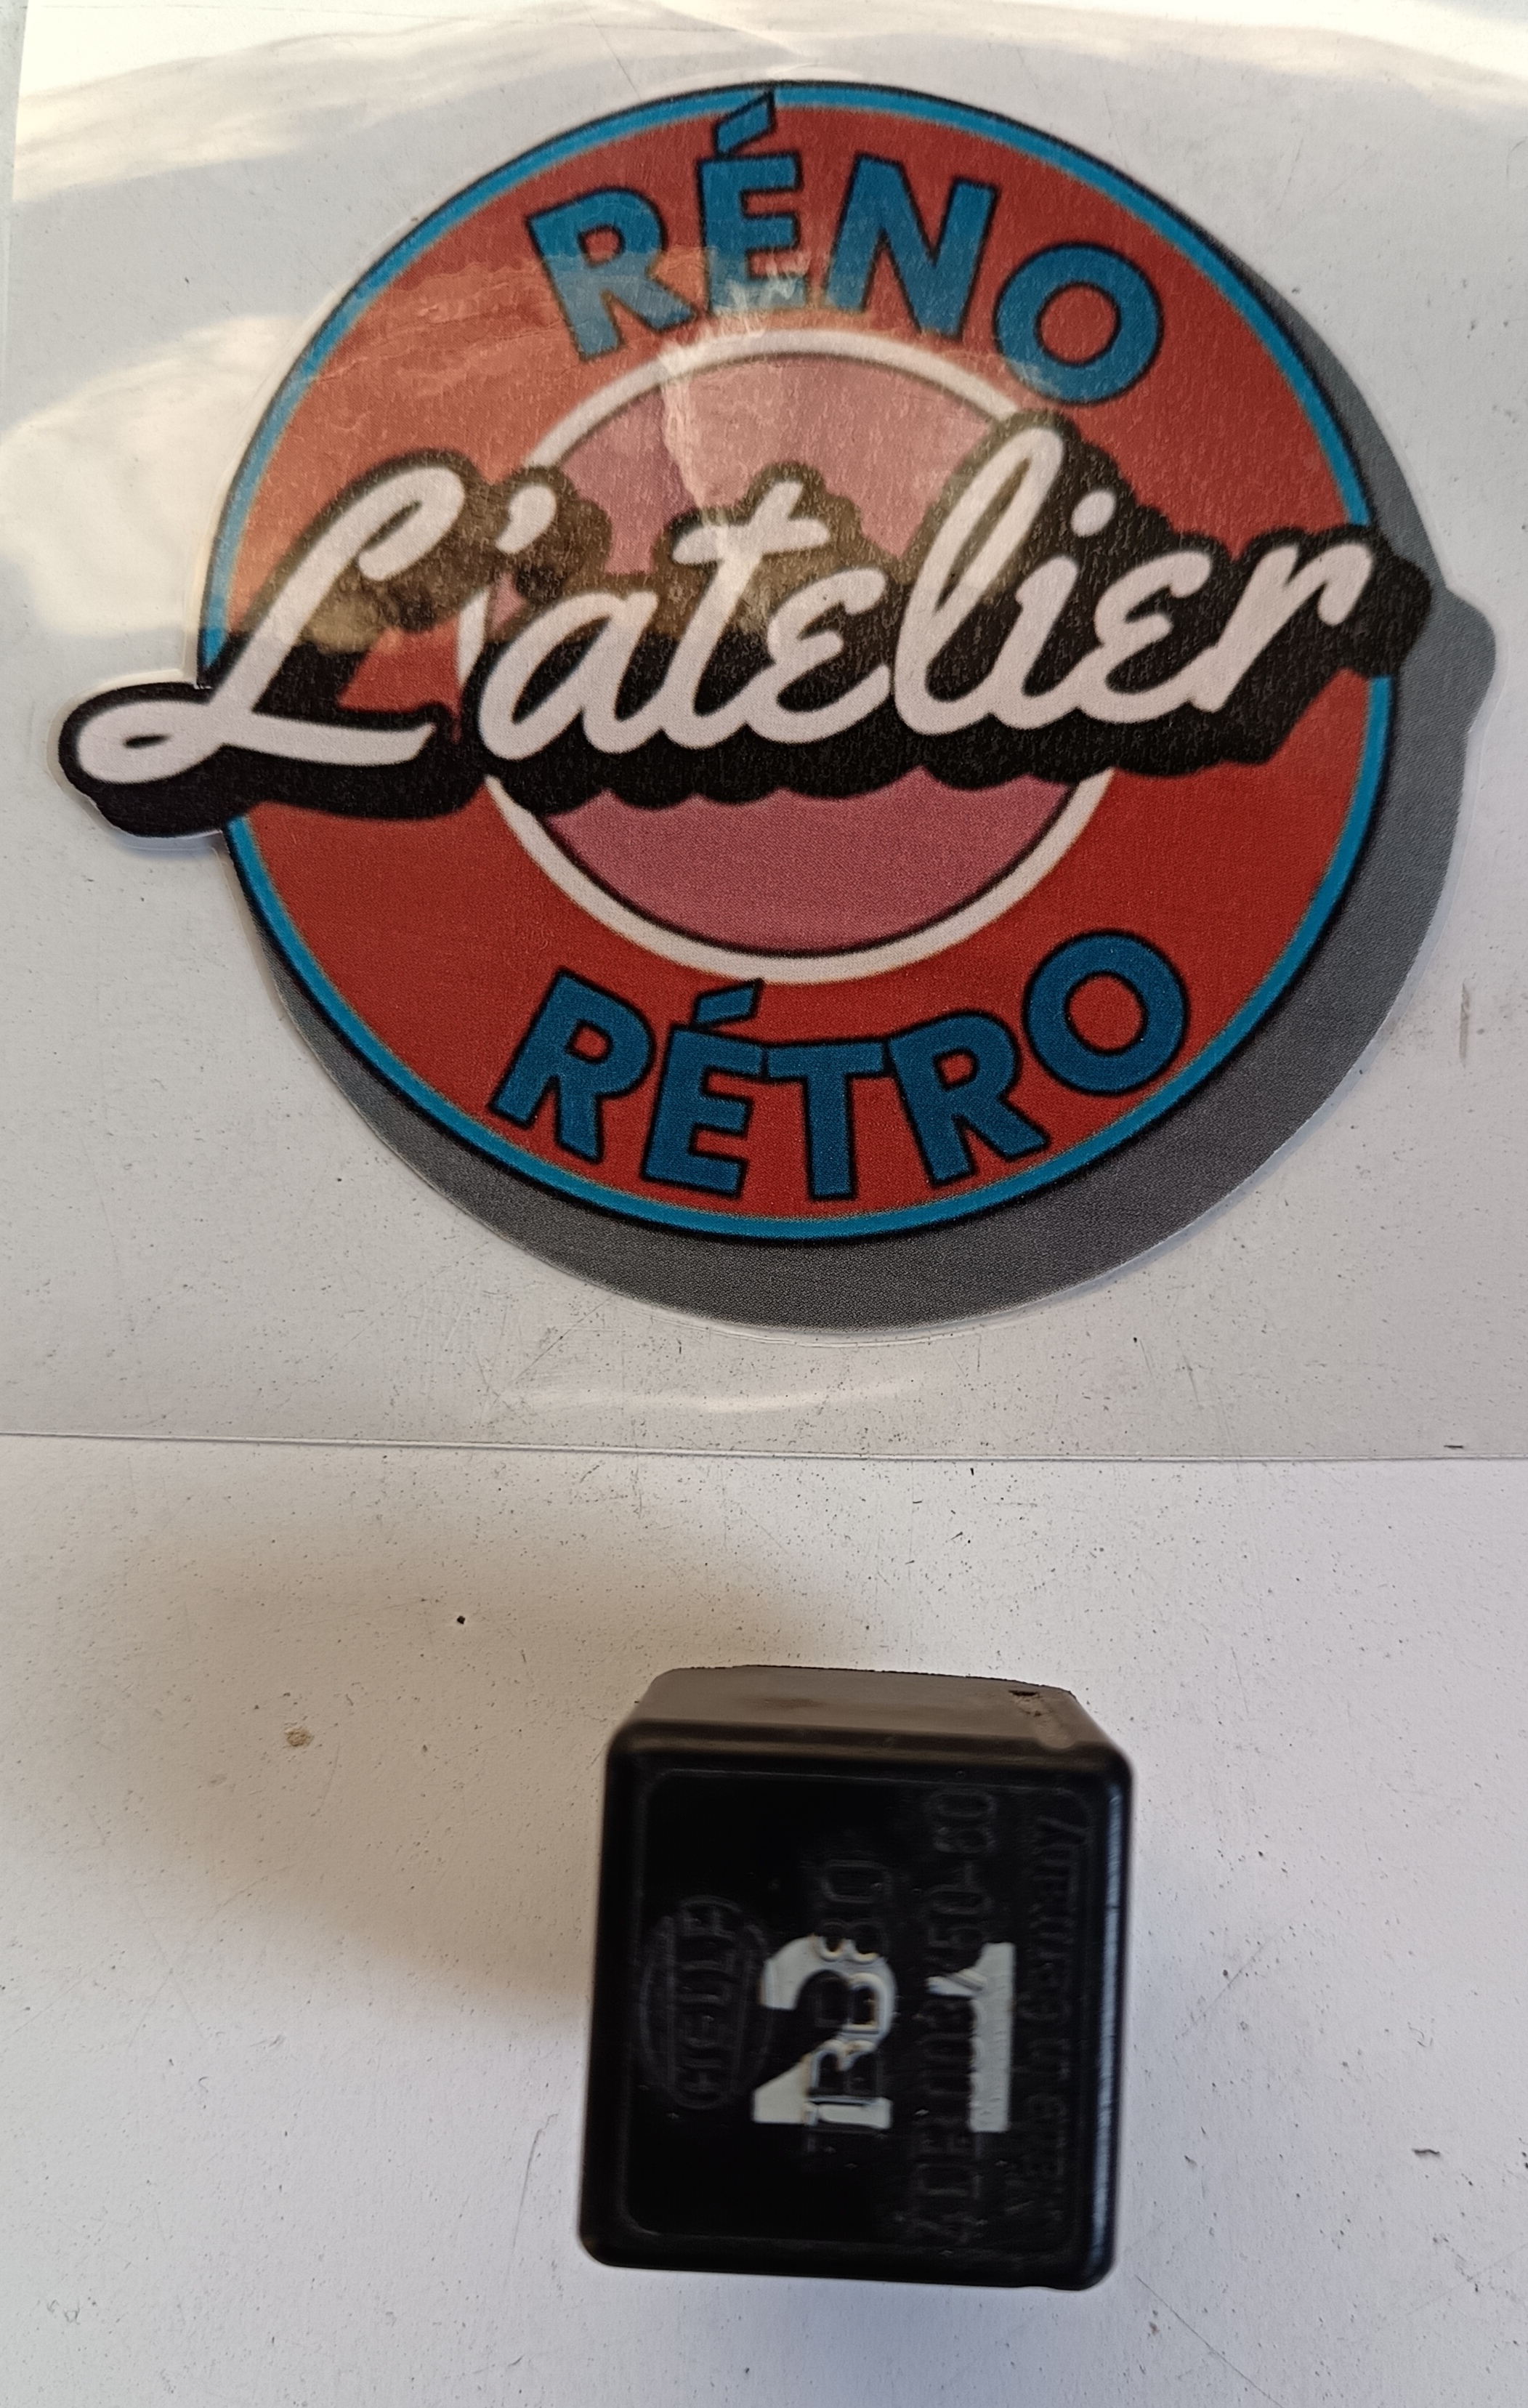 RÉNO
L'atelier
RÉTRO
HELLA
21
Made in Germany